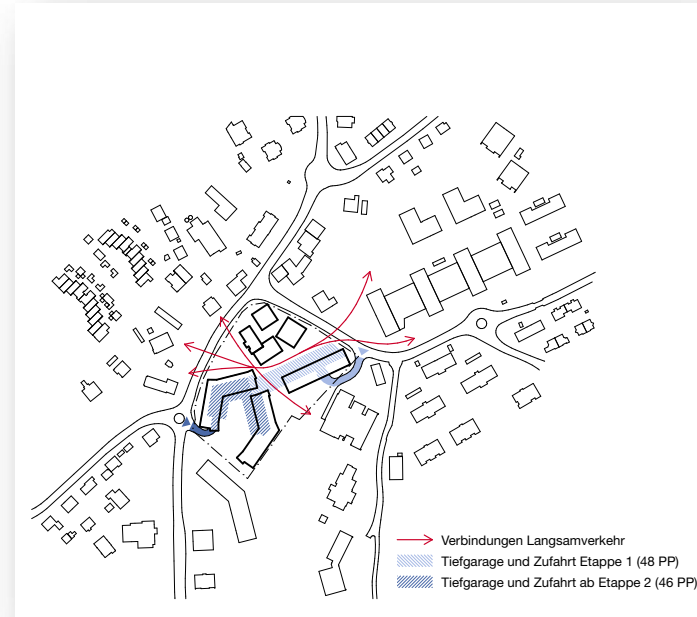 Verbindungen Langsamverkehr
Tiefgarage und Zufahrt Etappe 1 (48 PP)
Tiefgarage und Zufahrt ab Etappe 2 (46 PP)